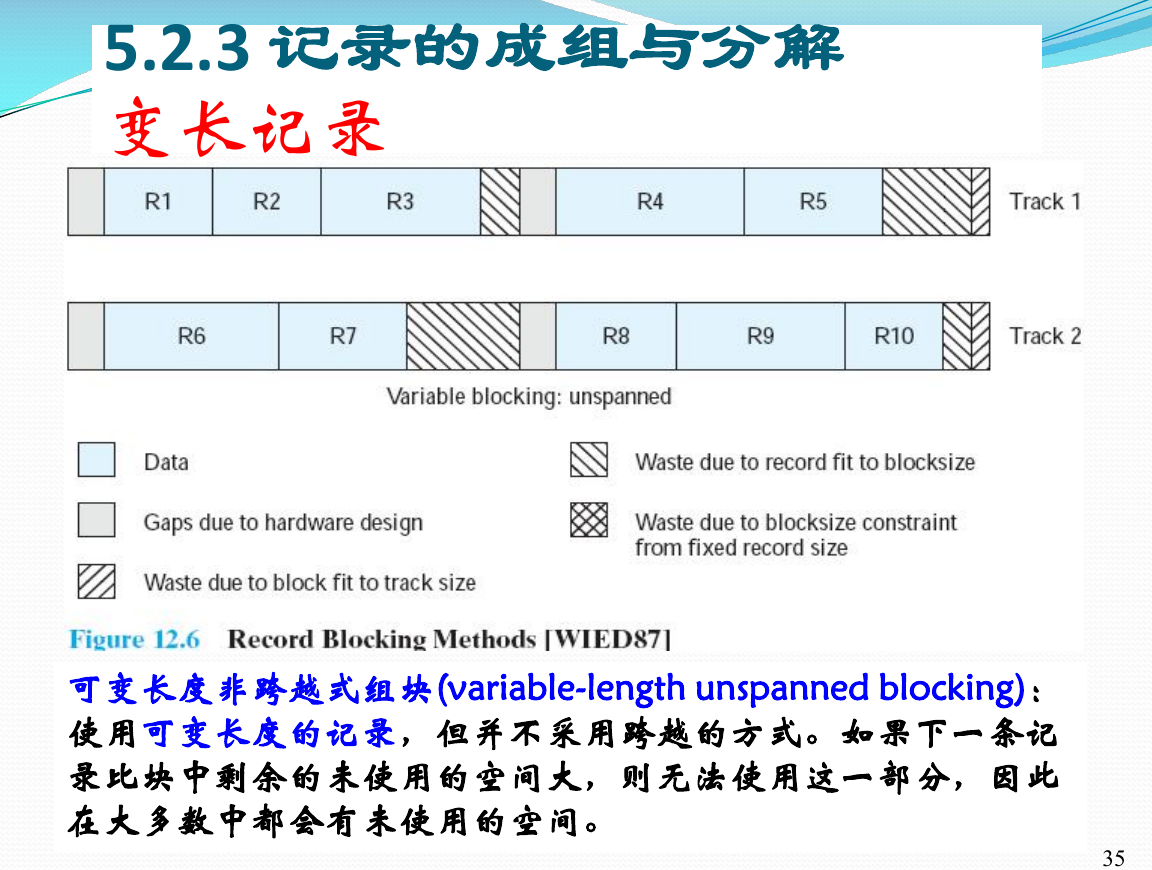 5.2.3 记录的成组与分解
变长记录
R1 R2 R3 R4 R5 Track 1
R6 R7 R8 R9 R10 Track 2
Variable blocking: unspanned
Data
Waste due to record fit to blocksize
Gaps due to hardware design
Waste due to blocksize constraint
from fixed record size
Waste due to block fit to track size
Figure 12.6 Record Blocking Methods [WIED87]
可变长度非跨越式组块(variable-length unspanned blocking)：
使用可变长度的记录，但并不采用跨越的方式。如果下一条记
录比块中剩余的未使用的空间大，则无法使用这一部分，因此
在大多数中都会有未使用的空间。
35